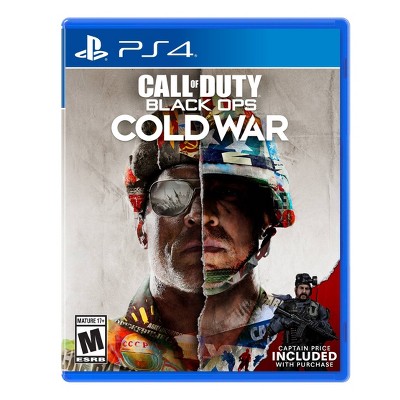 PS4
CALL OF DUTY
BLACK OPS
COLD WAR
MATURE 17+
M
ESRB
CAPTAIN PRICE
INCLUDED
WITH PURCHASE